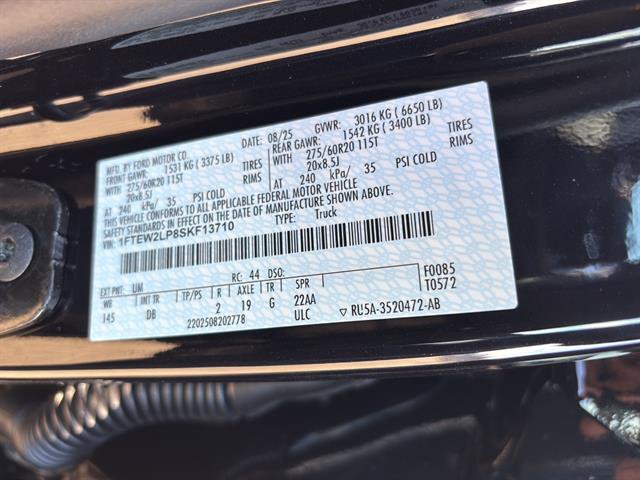 MFD. BY FORD MOTOR CO. 08/25 GVWR: 3016 KG ( 6650 LB)
FRONT GAWR: 1531 KG ( 3375 LB) REAR GAWR: 1542 KG ( 3400 LB)
WITH 275/60R20 115T TIRES WITH 275/60R20 115T TIRES
20x8.5J RIMS 20x8.5J RIMS
AT 240 kPa/ 35 PSI COLD AT 240 kPa/ 35 PSI COLD
THIS VEHICLE CONFORMS TO ALL APPLICABLE FEDERAL MOTOR VEHICLE
SAFETY STANDARDS IN EFFECT ON THE DATE OF MANUFACTURE SHOWN ABOVE.
VIN: 1FTEW2LP8SKF13710 TYPE: Truck
EXT PNT: UM RC: 44 DSO: F0085
WB INT TR TP/PS R AXLE TR SPR T0572
145 DB 2 19 G 22AA
2202508202778 ULC ▽ RU5A-3520472-AB